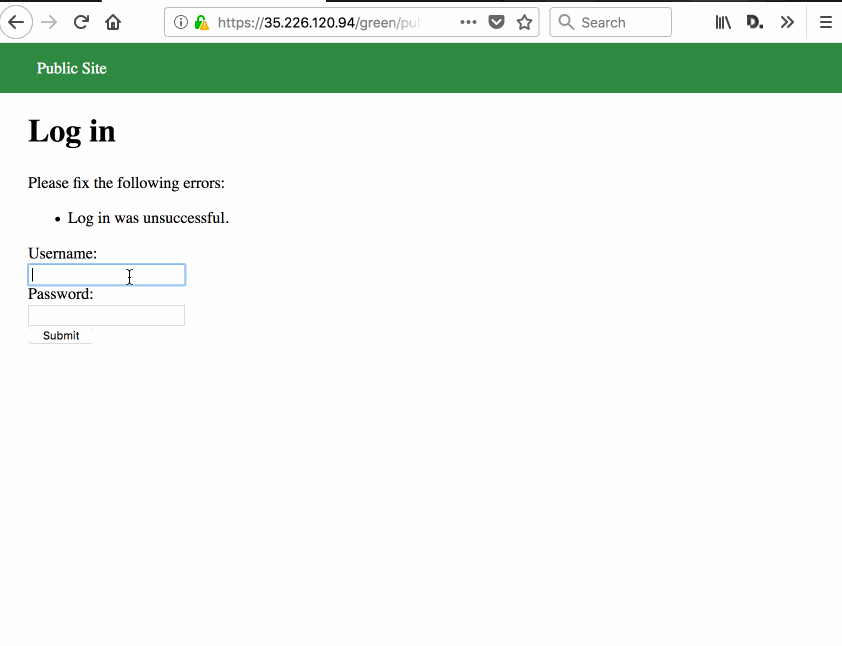 https://35.226.120.94/green/pu
Search
D.
Public Site
Log in
Please fix the following errors:
• Log in was unsuccessful.
Username:
Password:
Submit